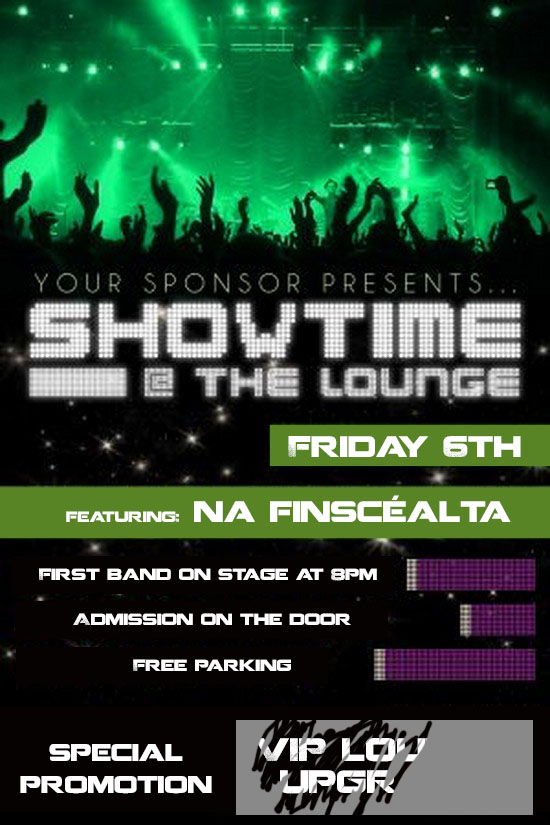 YOUR SPONSOR PRESENTS...
SHOWTIME
@ THE LOUNGE
FRIDAY 6TH
FEATURING: NA FINSCÉALTA
FIRST BAND ON STAGE AT 8PM
ADMISSION ON THE DOOR
FREE PARKING
SPECIAL
PROMOTION
VIP